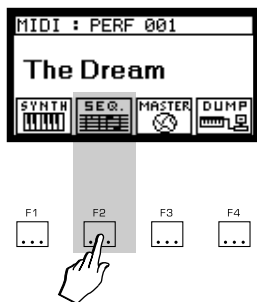 MIDI : PERF 001
The Dream
SYNTH SEQ. MASTER DUMP
F1 F2 F3 F4